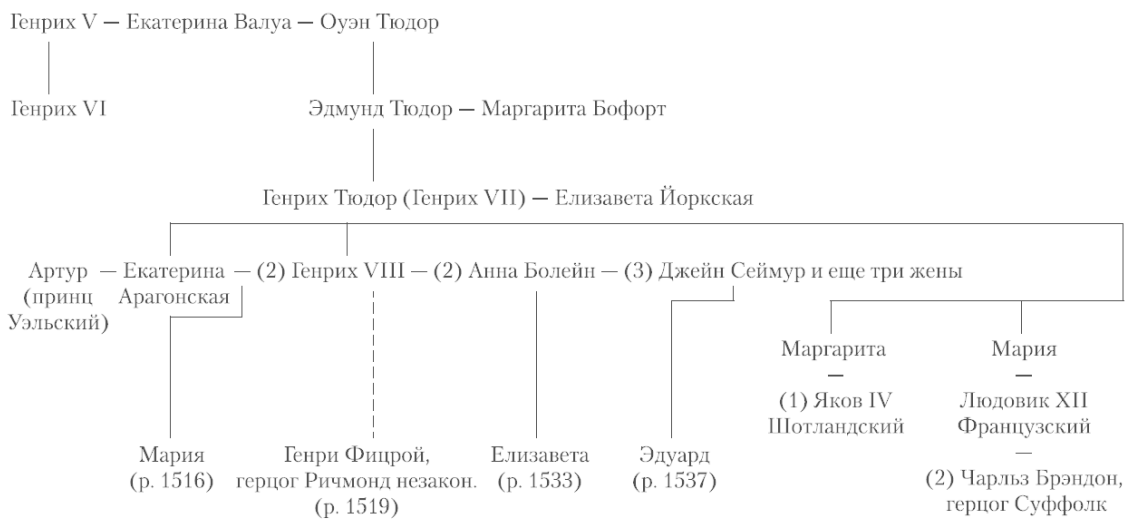 Генрих V — Екатерина Валуа — Оуэн Тюдор
Генрих VI
Эдмунд Тюдор — Маргарита Бофорт
Генрих Тюдор (Генрих VII) — Елизавета Йоркская
Артур — Екатерина — (2) Генрих VIII — (2) Анна Болейн — (3) Джейн Сеймур и еще три жены
(принц Арагонская
Уэльский)
Маргарита
—
(1) Яков IV
Шотландский
Мария
—
Людовик XII
Французский
—
(2) Чарльз Брэндон,
герцог Суффолк
Мария
(р. 1516)
Генри Фицрой,
герцог Ричмонд незакон.
(р. 1519)
Елизавета
(р. 1533)
Эдуард
(р. 1537)